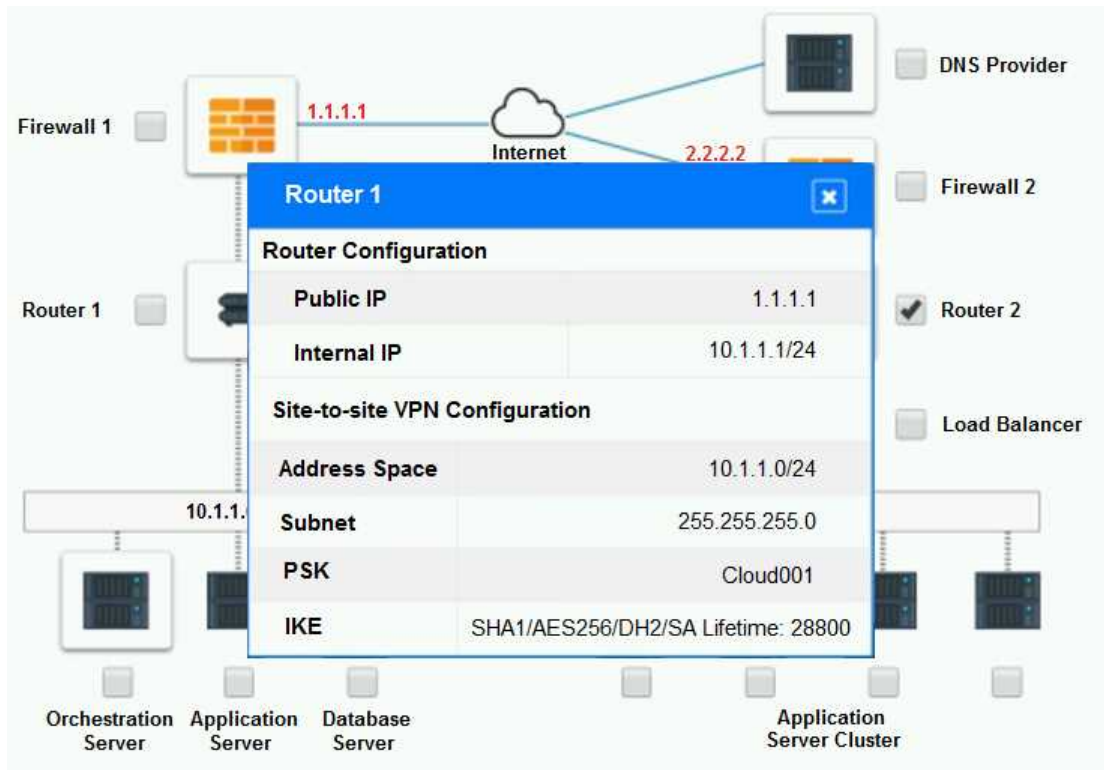 DNS Provider
Firewall 1
1.1.1.1
Internet
2.2.2.2
Firewall 2
Router 1
Router Configuration
Public IP 1.1.1.1
Router 1
Router 2
Internal IP 10.1.1.1/24
Site-to-site VPN Configuration
Load Balancer
Address Space 10.1.1.0/24
10.1.1.
Subnet 255.255.255.0
PSK Cloud001
IKE SHA1/AES256/DH2/SA Lifetime: 28800
Orchestration Server
Application Server
Database Server
Application Server Cluster